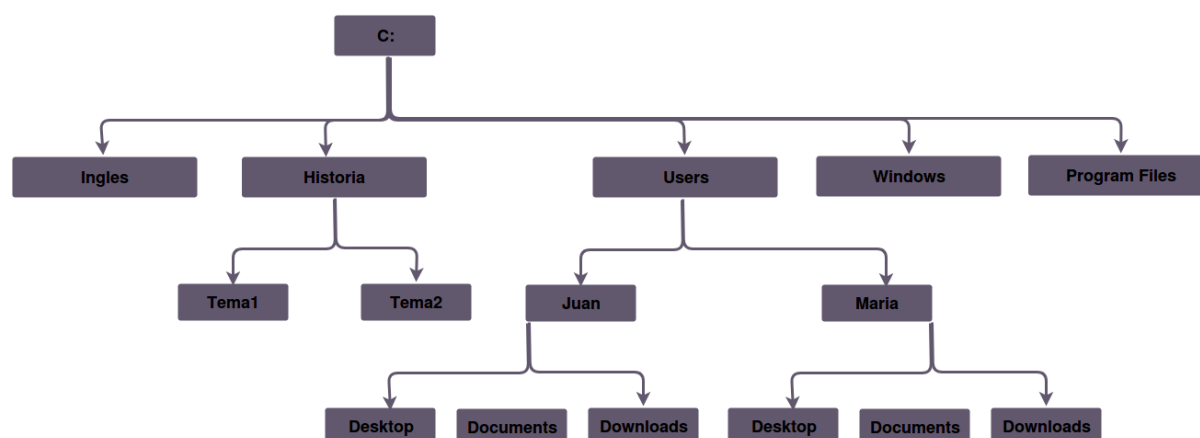 C:
Ingles Historia Users Windows Program Files
Tema1 Tema2 Juan Maria
Desktop Documents Downloads Desktop Documents Downloads